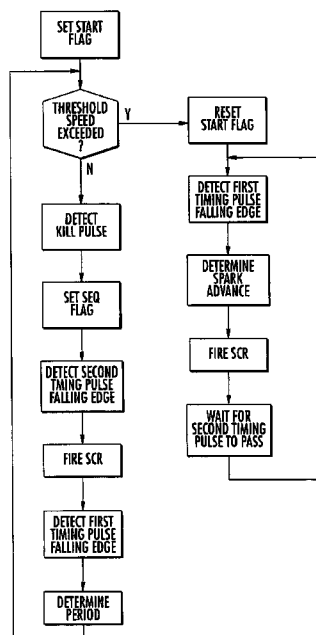 SET START
FLAG
THRESHOLD
SPEED
EXCEEDED
?
Y
N
DETECT
KILL PULSE
SET SEQ
FLAG
DETECT SECOND
TMING PULSE
FALLING EDGE
FIRE SCR
DETECT FIRST
TIMING PULSE
FALLING EDGE
DETERMINE
PERIOD
RESET
START FLAG
DETECT FIRST
TIMING PULSE
FALLING EDGE
DETERMINE
SPARK
ADVANCE
FIRE SCR
WAIT FOR
SECOND TIMING
PULSE TO PASS